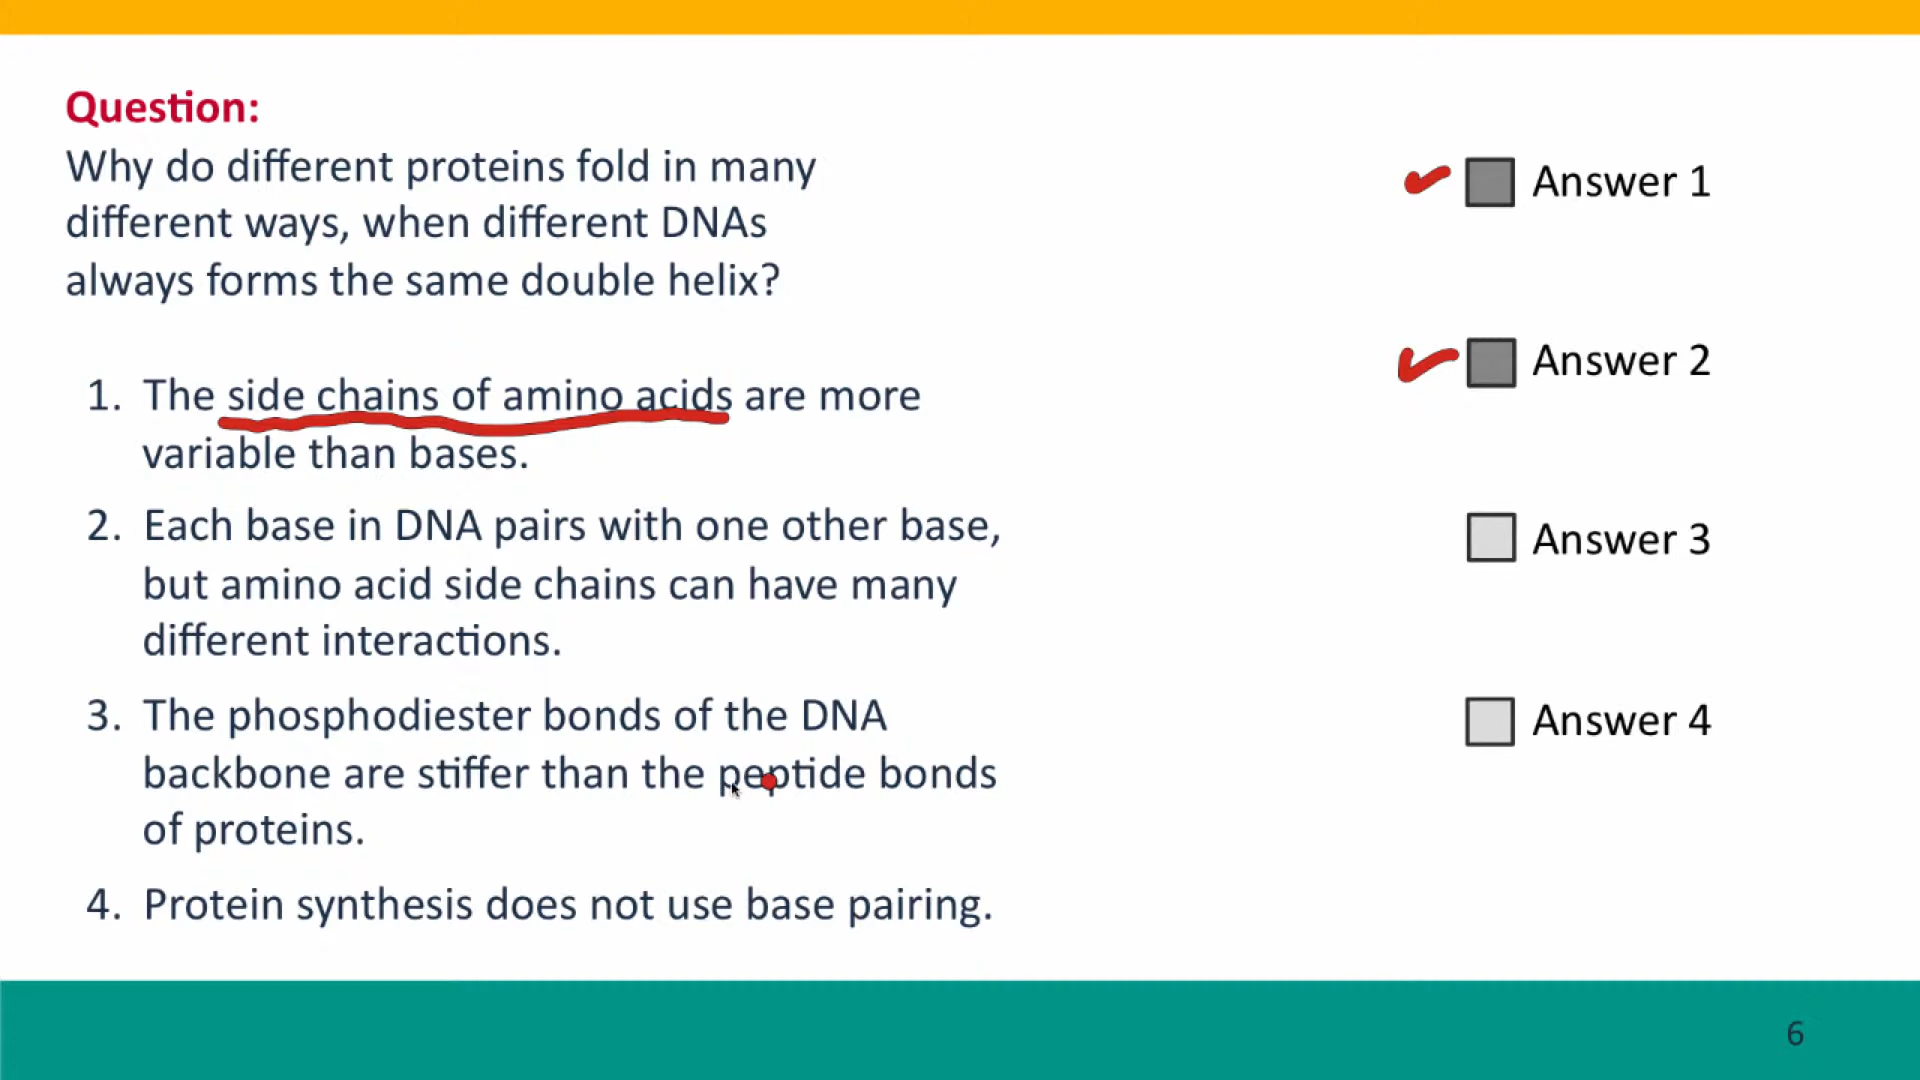 Question:
Why do different proteins fold in many
different ways, when different DNAs
always forms the same double helix?
1. The side chains of amino acids are more
variable than bases.
2. Each base in DNA pairs with one other base,
but amino acid side chains can have many
different interactions.
3. The phosphodiester bonds of the DNA
backbone are stiffer than the peptide bonds
of proteins.
4. Protein synthesis does not use base pairing.
Answer 1
Answer 2
Answer 3
Answer 4
6